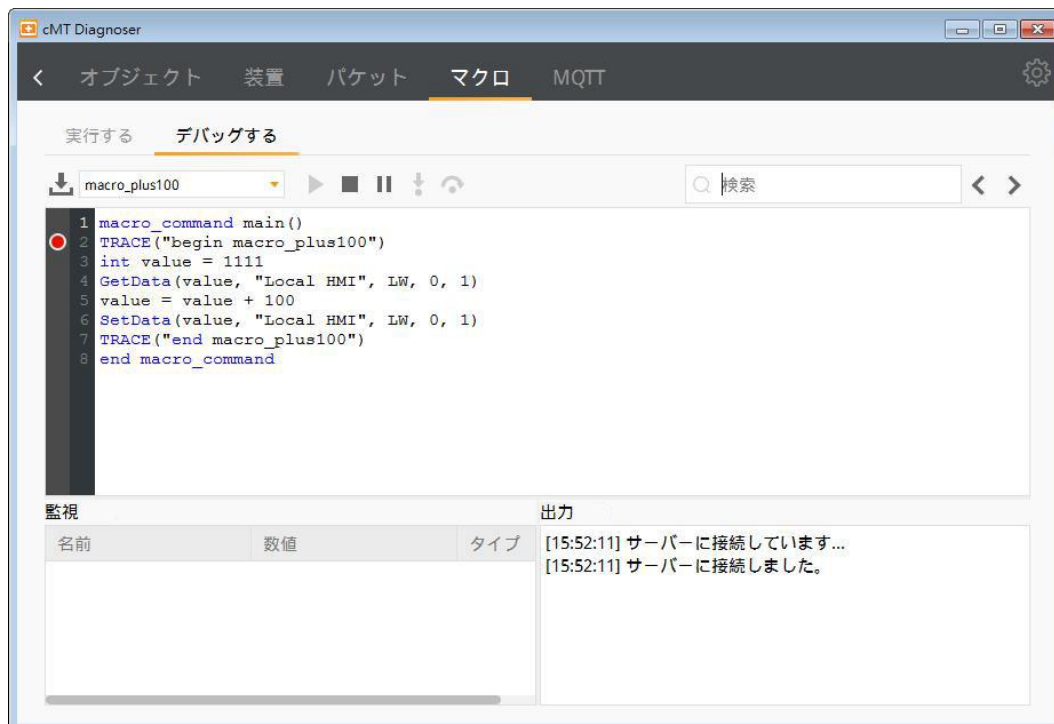 cMT Diagnoser
オブジェクト 装置 パケット マクロ MQTT
実行する デバッグする
macro_plus100 検索
1 macro_command main()
2 TRACE("begin macro_plus100")
3 int value = 1111
4 GetData(value, "Local HMI", LW, 0, 1)
5 value = value + 100
6 SetData(value, "Local HMI", LW, 0, 1)
7 TRACE("end macro_plus100")
8 end macro_command
監視 出力
名前 数値 タイプ
[15:52:11] サーバーに接続しています...
[15:52:11] サーバーに接続しました。